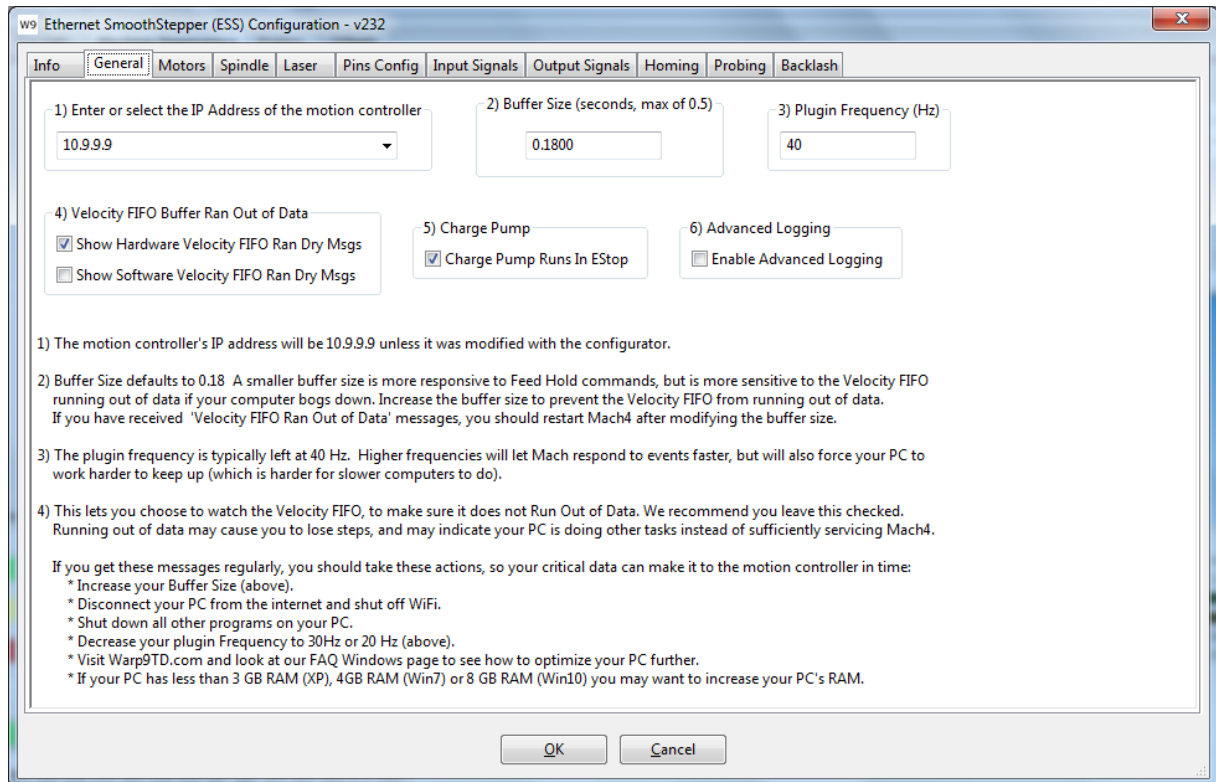 W9 Ethernet SmoothStepper (ESS) Configuration - v232
X
Info General Motors Spindle Laser Pins Config Input Signals Output Signals Homing Probing Backlash
1) Enter or select the IP Address of the motion controller
10.9.9.9
2) Buffer Size (seconds, max of 0.5)
0.1800
3) Plugin Frequency (Hz)
40
4) Velocity FIFO Buffer Ran Out of Data
Show Hardware Velocity FIFO Ran Dry Msgs
Show Software Velocity FIFO Ran Dry Msgs
5) Charge Pump
Charge Pump Runs In EStop
6) Advanced Logging
Enable Advanced Logging
1) The motion controller's IP address will be 10.9.9.9 unless it was modified with the configurator.
2) Buffer Size defaults to 0.18 A smaller buffer size is more responsive to Feed Hold commands, but is more sensitive to the Velocity FIFO
running out of data if your computer bogs down. Increase the buffer size to prevent the Velocity FIFO from running out of data.
If you have received 'Velocity FIFO Ran Out of Data' messages, you should restart Mach4 after modifying the buffer size.
3) The plugin frequency is typically left at 40 Hz. Higher frequencies will let Mach respond to events faster, but will also force your PC to
work harder to keep up (which is harder for slower computers to do).
4) This lets you choose to watch the Velocity FIFO, to make sure it does not Run Out of Data. We recommend you leave this checked.
Running out of data may cause you to lose steps, and may indicate your PC is doing other tasks instead of sufficiently servicing Mach4.
If you get these messages regularly, you should take these actions, so your critical data can make it to the motion controller in time:
* Increase your Buffer Size (above).
* Disconnect your PC from the internet and shut off WiFi.
* Shut down all other programs on your PC.
* Decrease your plugin Frequency to 30Hz or 20 Hz (above).
* Visit Warp9TD.com and look at our FAQ Windows page to see how to optimize your PC further.
* If your PC has less than 3 GB RAM (XP), 4GB RAM (Win7) or 8 GB RAM (Win10) you may want to increase your PC's RAM.
OK Cancel